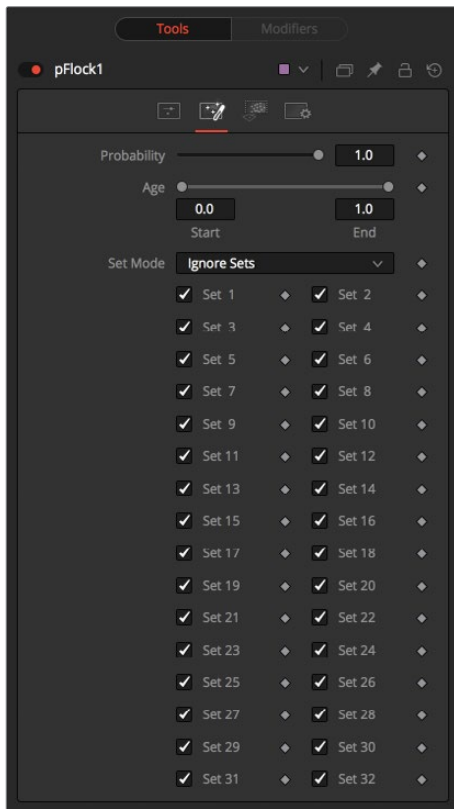 Tools Modifiers
pFlock1
Probability 1.0
Age
0.0 1.0
Start End
Set Mode Ignore Sets
Set 1 Set 2
Set 3 Set 4
Set 5 Set 6
Set 7 Set 8
Set 9 Set 10
Set 11 Set 12
Set 13 Set 14
Set 15 Set 16
Set 17 Set 18
Set 19 Set 20
Set 21 Set 22
Set 23 Set 24
Set 25 Set 26
Set 27 Set 28
Set 29 Set 30
Set 31 Set 32